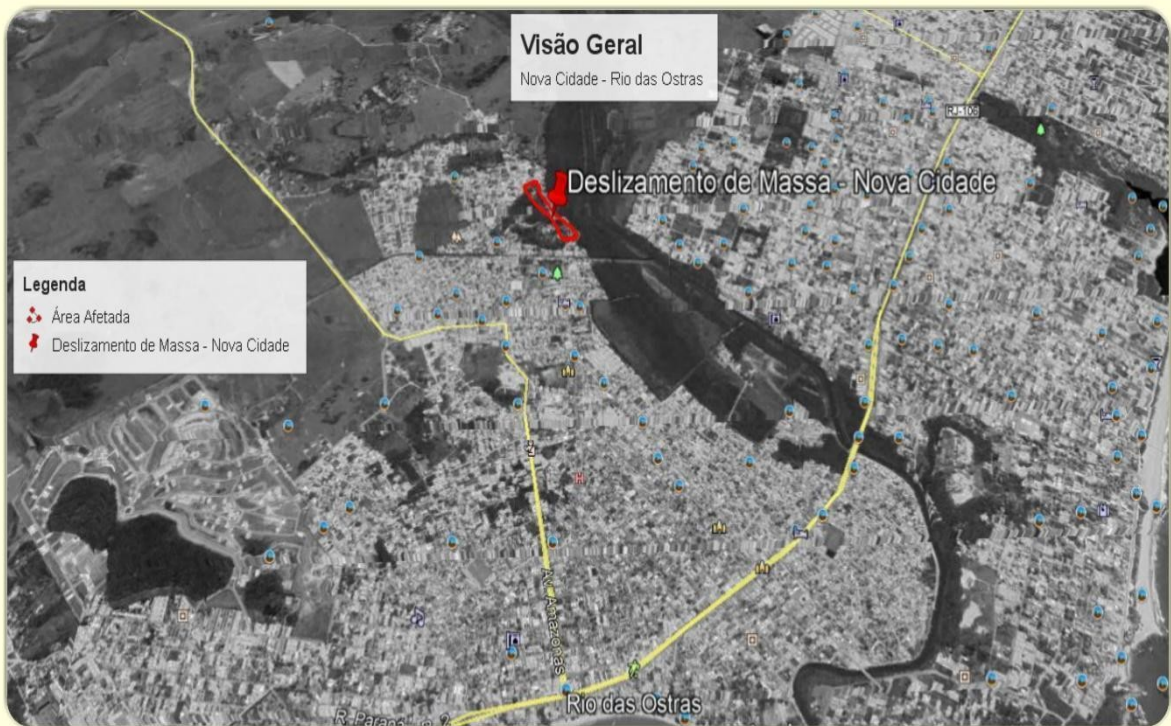 Visão Geral
Nova Cidade - Rio das Ostras
RJ-106
Deslizamento de Massa - Nova Cidade
Legenda
Área Afetada
Deslizamento de Massa - Nova Cidade
Av. Amazonas
Rio das Ostras
R. Paraná